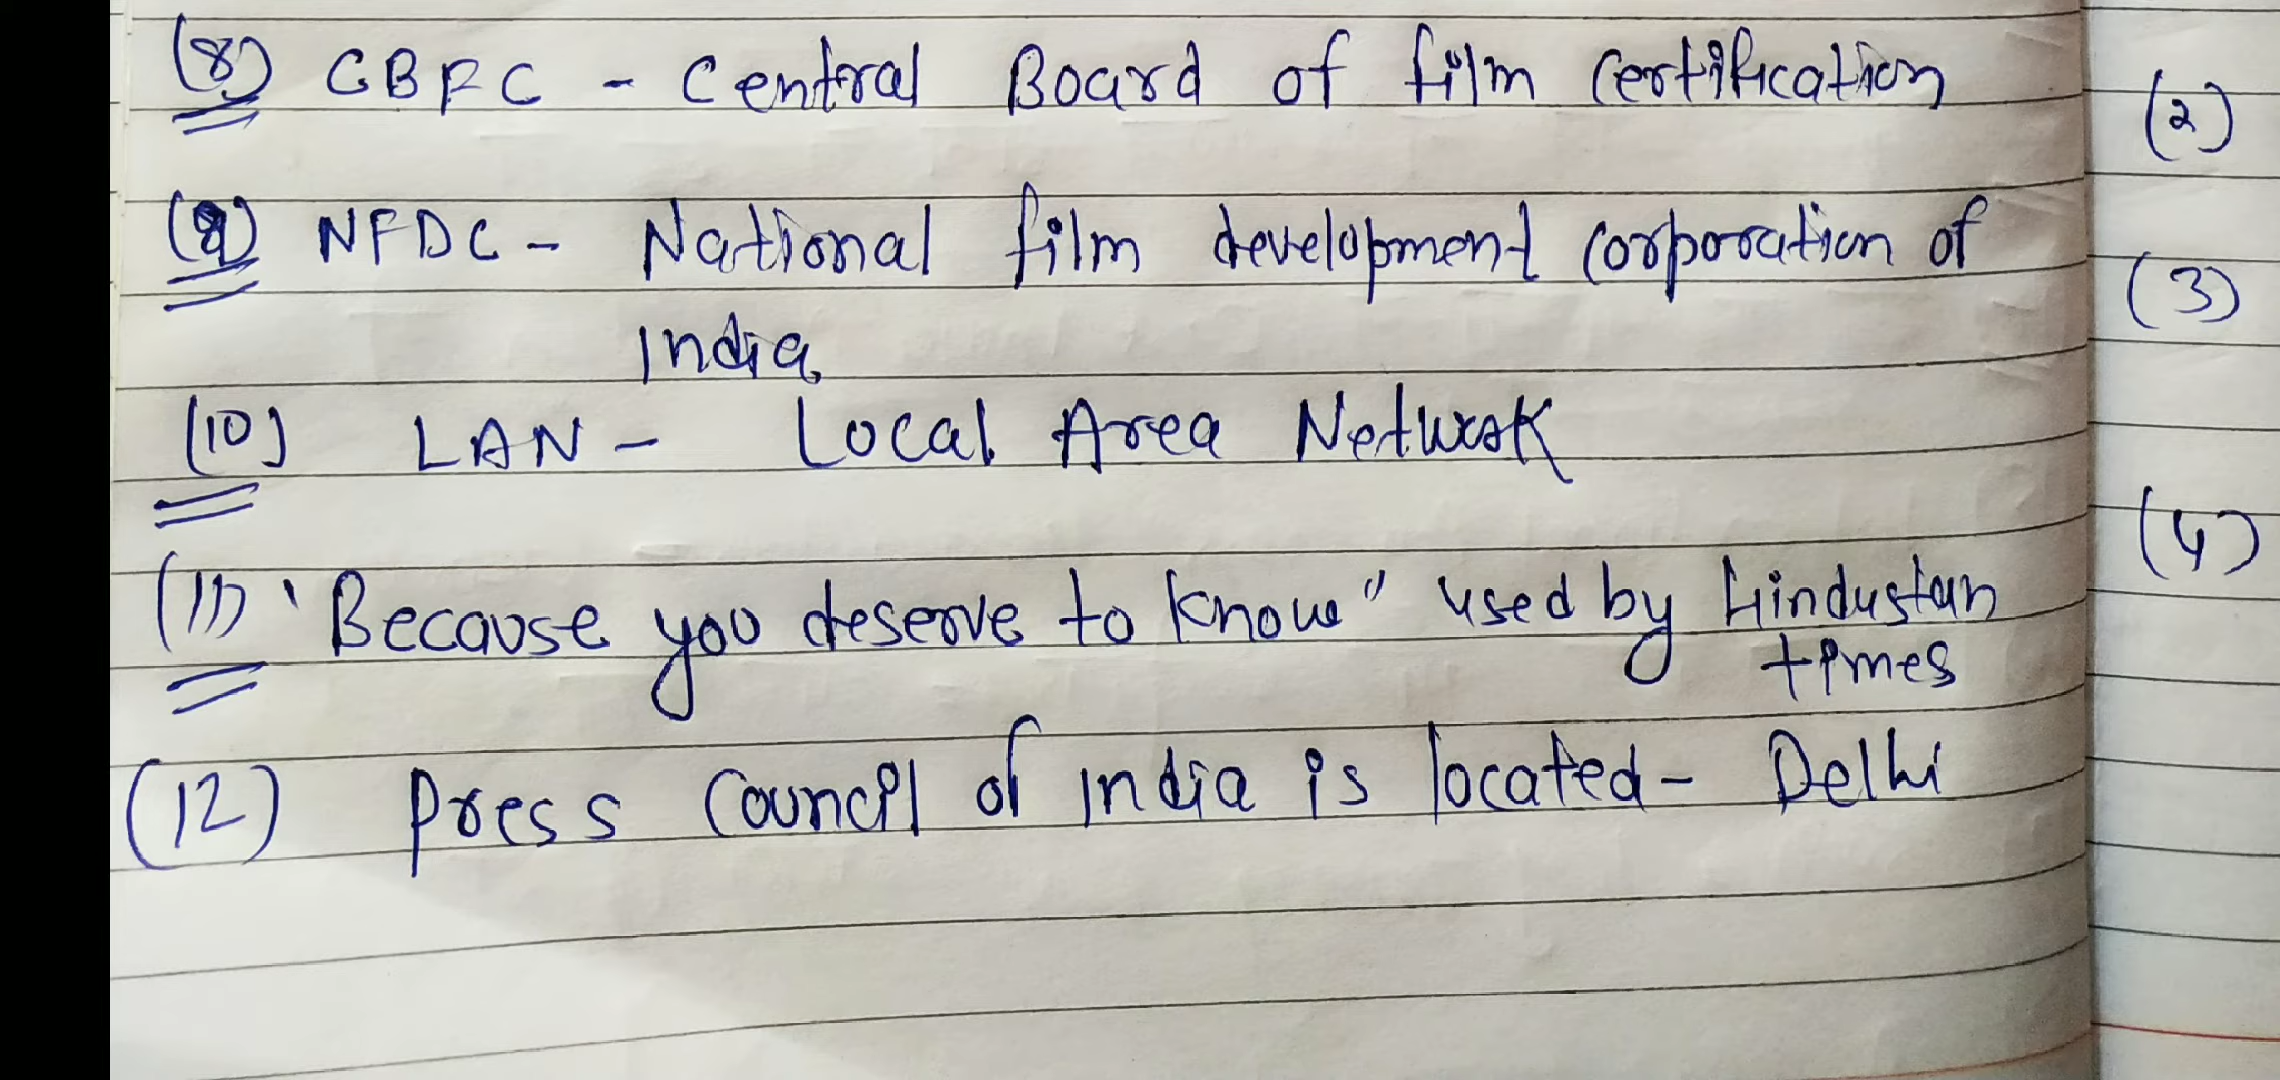 (8) CBFC - Central Board of film Certification
(9) NFDC - National film development corporation of
India
(10) LAN - Local Area Network
(11) 'Because you deserve to know" used by Hindustan
times
(12) Press Council of india is located - Delhi
(2)
(3)
(4)